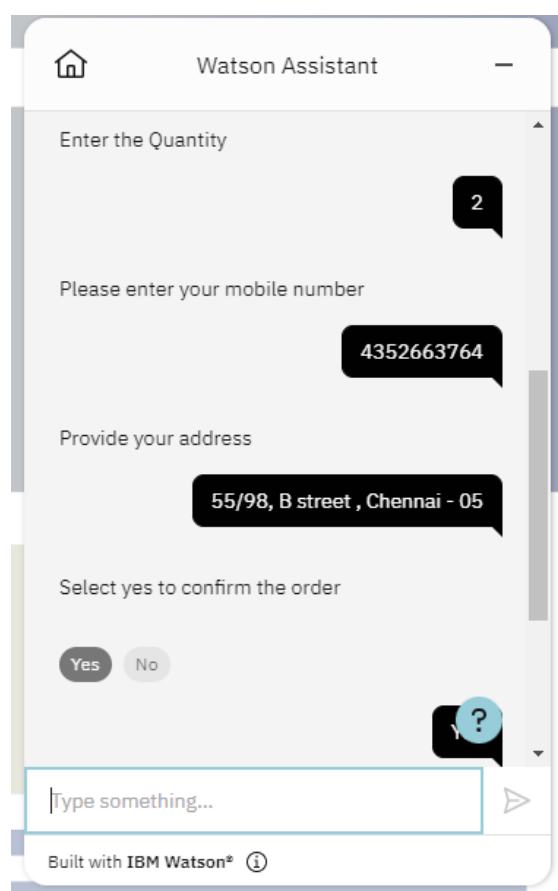 Watson Assistant
Enter the Quantity
2
Please enter your mobile number
4352663764
Provide your address
55/98, B street , Chennai - 05
Select yes to confirm the order
Yes No
?
Type something...
Built with IBM Watson®